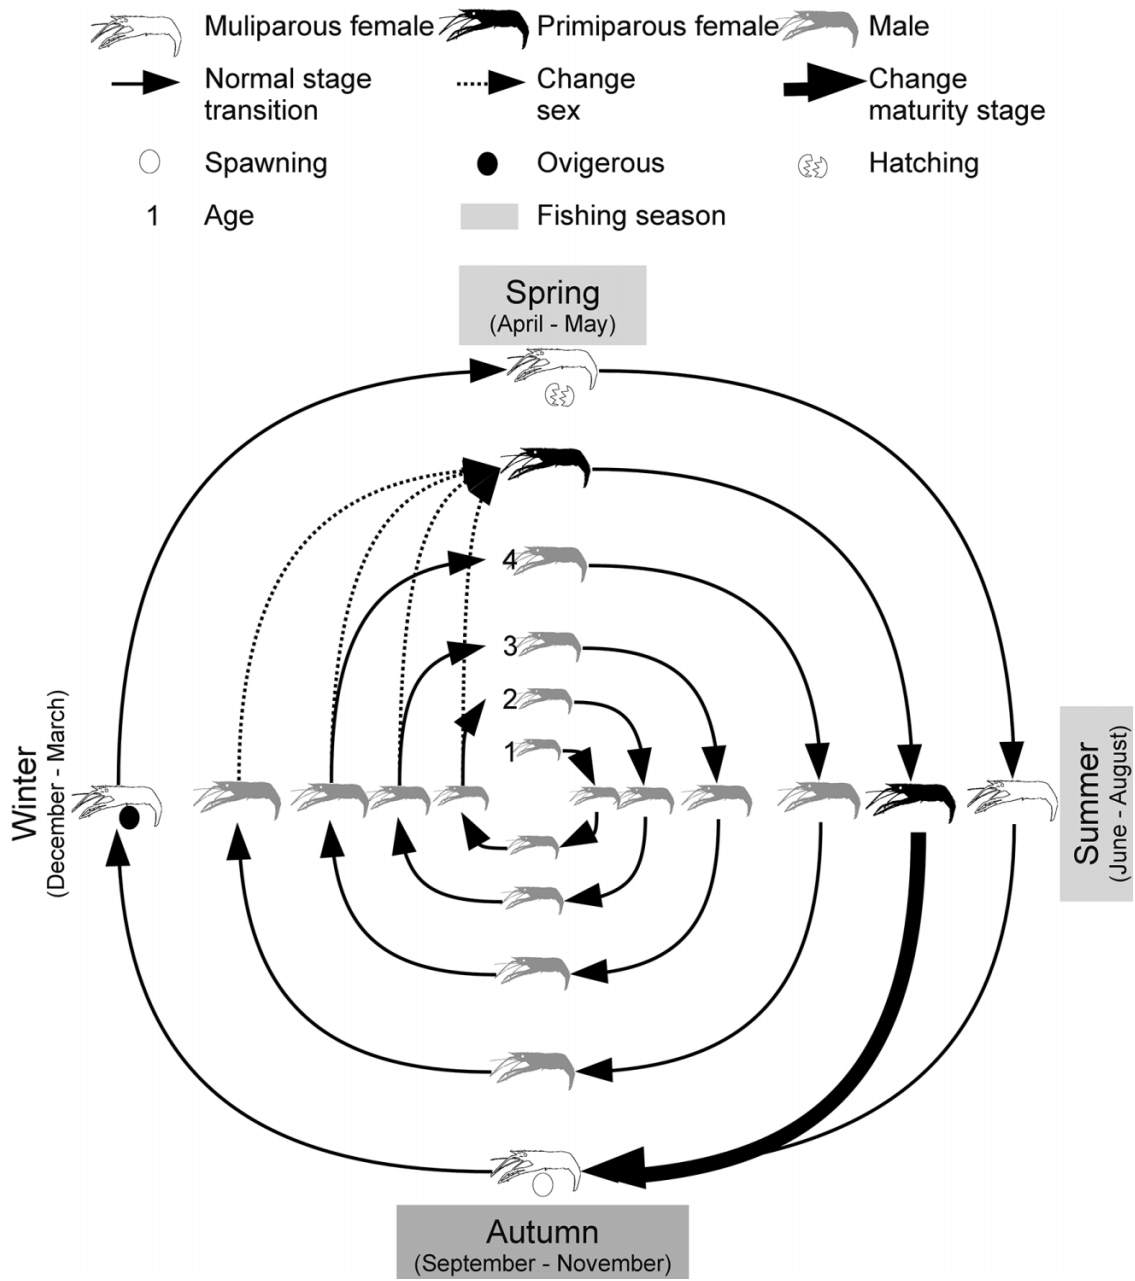 Muliparous female
Primiparous female
Male
Normal stage
transition
Change
sex
Change
maturity stage
Spawning
Ovigerous
Hatching
1
Age
Fishing season
Spring
(April - May)
4
3
2
1
Winter
(December - March)
Summer
(June - August)
Autumn
(September - November)